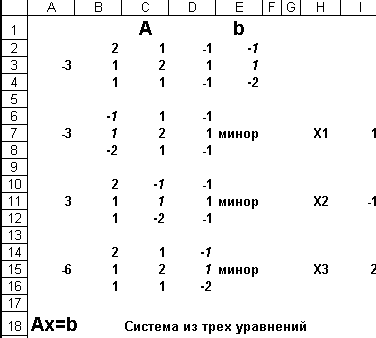 A B C D E F G H I
1 A b
2 2 1 -1 -1
3 -3 1 2 1 1
4 1 1 -1 -2
5
6 -1 1 -1
7 -3 1 2 1 минор X1 1
8 -2 1 -1
9
10 2 -1 -1
11 3 1 1 1 минор X2 -1
12 1 -2 -1
13
14 2 1 -1
15 -6 1 2 1 минор X3 2
16 1 1 -2
17
18 Ax=b Система из трех уравнений